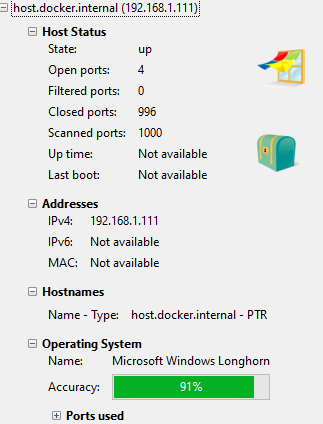 host.docker.internal (192.168.1.111)
Host Status
State: up
Open ports: 4
Filtered ports: 0
Closed ports: 996
Scanned ports: 1000
Up time: Not available
Last boot: Not available
Addresses
IPv4: 192.168.1.111
IPv6: Not available
MAC: Not available
Hostnames
Name - Type: host.docker.internal - PTR
Operating System
Name: Microsoft Windows Longhorn
Accuracy: 91%
Ports used